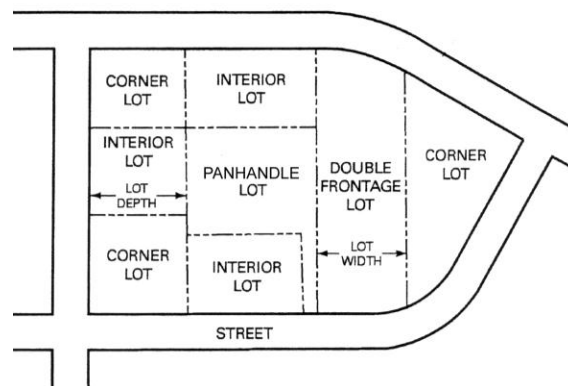 CORNER
LOT
INTERIOR
LOT
INTERIOR
LOT
LOT
DEPTH
PANHANDLE
LOT
DOUBLE
FRONTAGE
LOT
CORNER
LOT
LOT
WIDTH
CORNER
LOT
INTERIOR
LOT
STREET